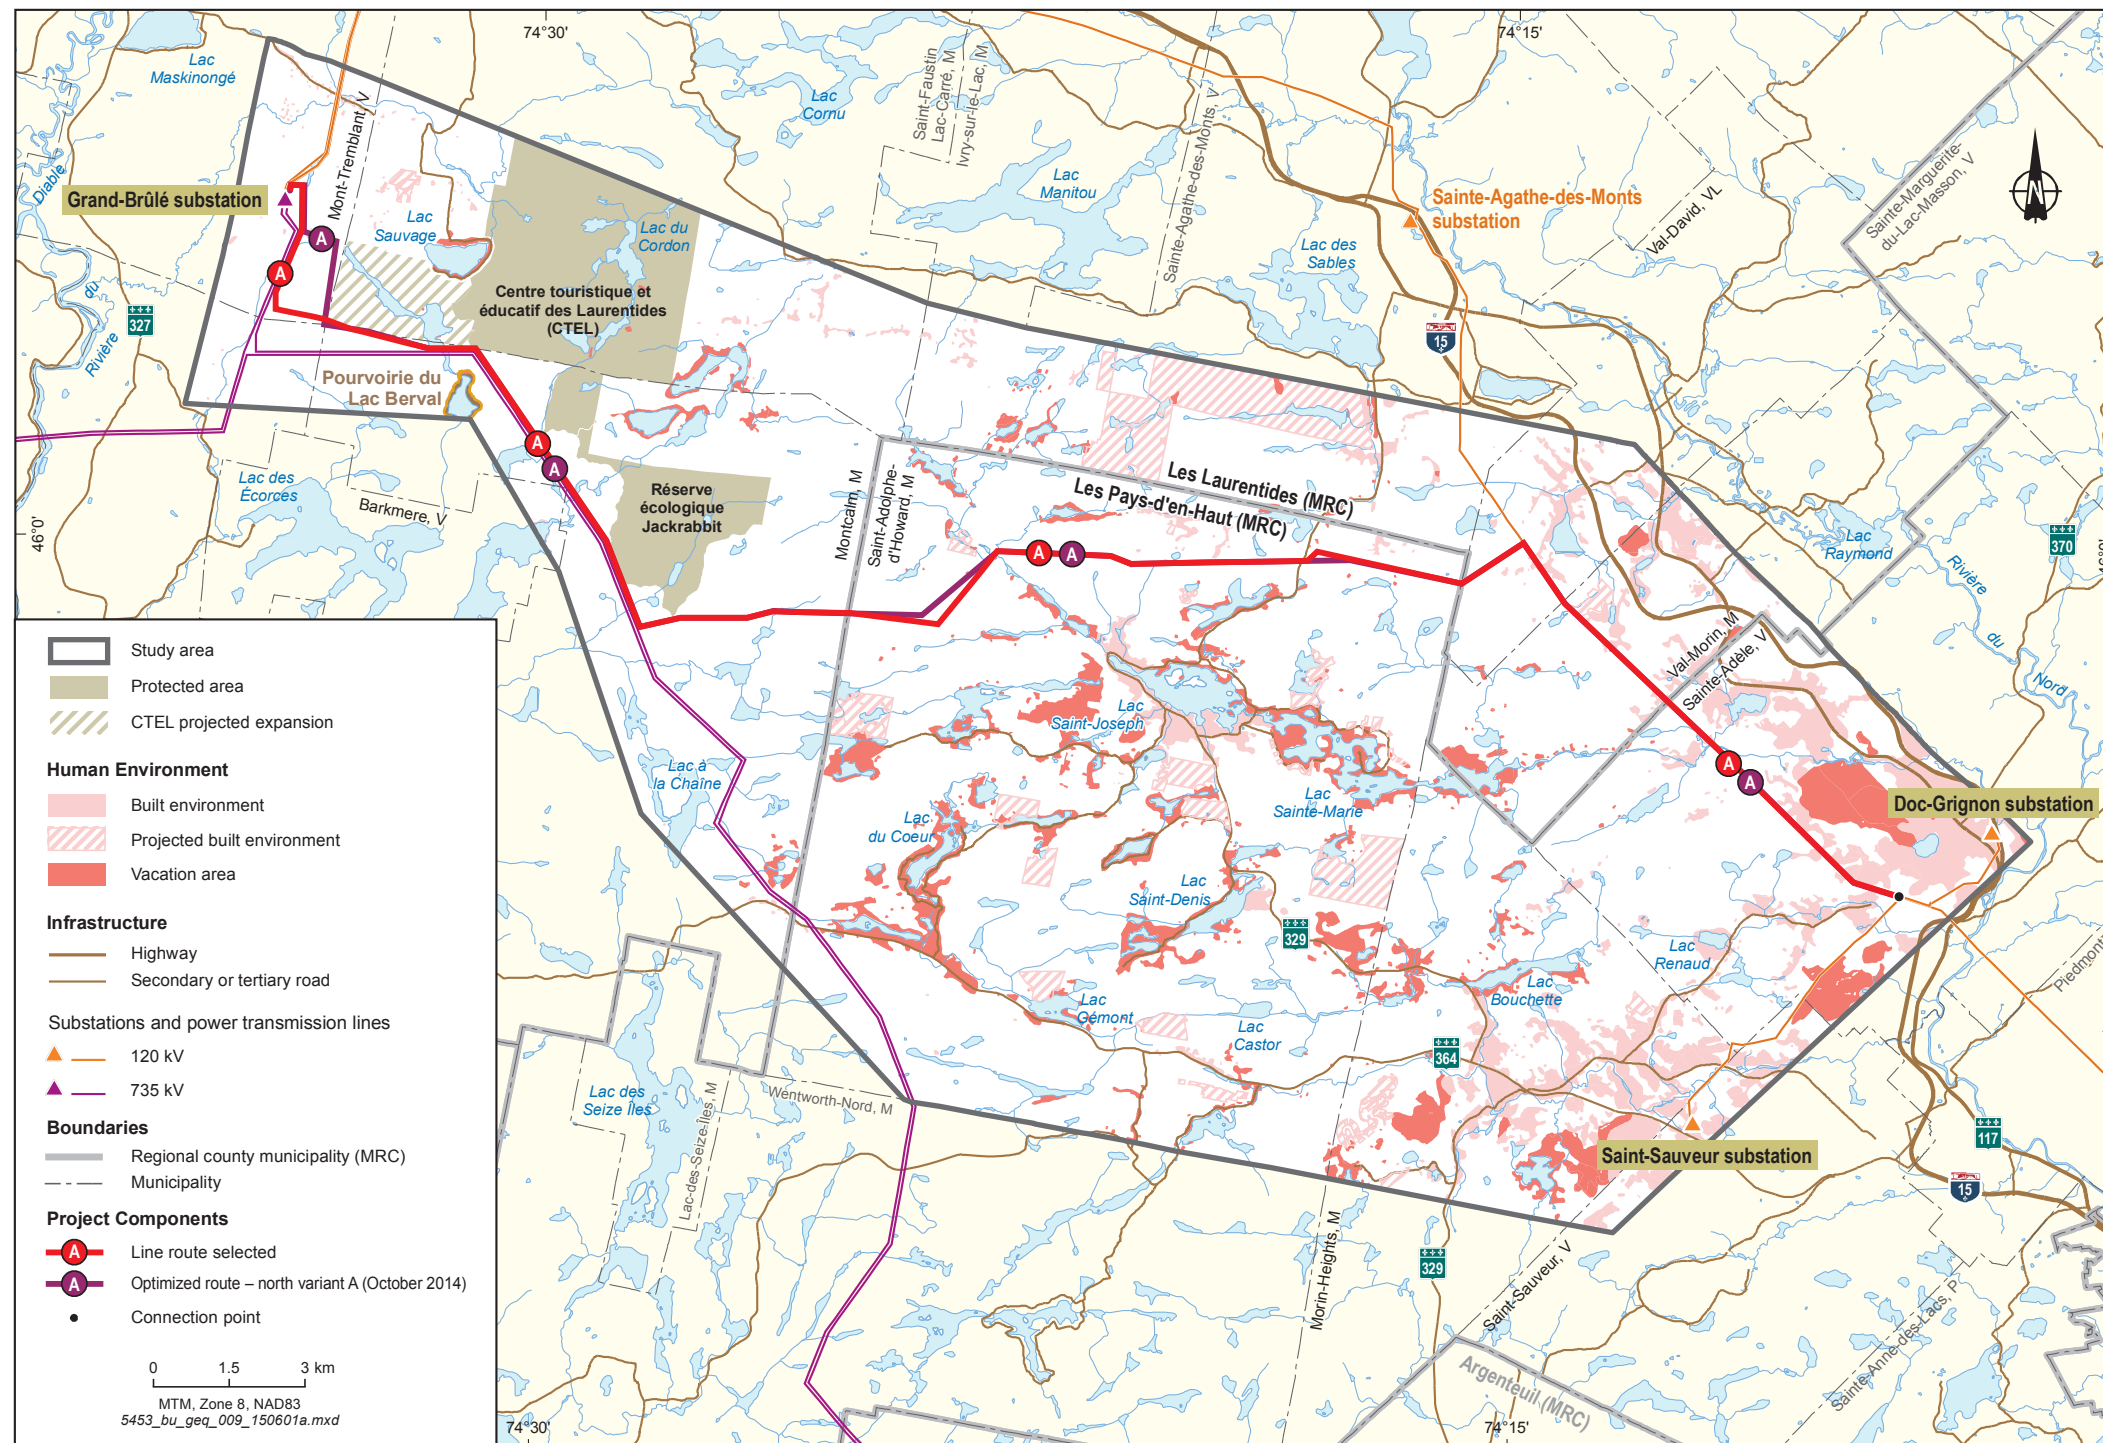 74°30'
74°15'
Lac
Maskinongé
Lac
Cornu
Saint-Faustin
Lac-Carré, M
Ivry-sur-le-Lac, M
Sainte-Agathe-des-Monts, V
Mont-Tremblant, V
Diable
du
Rivière
Grand-Brûlé substation
Lac
Sauvage
Lac du
Cordon
Lac
Manitou
Lac des
Sables
Sainte-Agathe-des-Monts
substation
Val-David, VL
Sainte-Marguerite-
du-Lac-Masson, V
N
A
A
327
15
Centre touristique et
éducatif des Laurentides
(CTEL)
Pourvoirie du
Lac Berval
A
A
Lac des
Écorces
Barkmere, V
Réserve
écologique
Jackrabbit
Montcalm, M
Saint-Adolphe-
d'Howard, M
Les Laurentides (MRC)
Les Pays-d'en-Haut (MRC)
A
A
46°0'
46°0'
Lac
Raymond
370
Rivière
du
Nord
Val-Morin, M
Sainte-Adèle, V
Lac
Saint-Joseph
Lac à
la Chaîne
Lac
du Coeur
Lac
Sainte-Marie
A
A
Doc-Grignon substation
Lac
Saint-Denis
329
Lac
Renaud
Lac
Bouchette
Piedmont
Lac
Gémont
Lac
Castor
364
Lac des
Seize Îles
Lac-des-Seize-Îles, M
Wentworth-Nord, M
Saint-Sauveur substation
117
15
Morin-Heights, M
329
Saint-Sauveur, V
Sainte-Anne-des-Lacs, P
Argenteuil (MRC)
74°30'
74°15'
Study area
Protected area
CTEL projected expansion
Human Environment
Built environment
Projected built environment
Vacation area
Infrastructure
Highway
Secondary or tertiary road
Substations and power transmission lines
120 kV
735 kV
Boundaries
Regional county municipality (MRC)
Municipality
Project Components
A Line route selected
A Optimized route – north variant A (October 2014)
Connection point
0 1.5 3 km
MTM, Zone 8, NAD83
5453_bu_geq_009_150601a.mxd